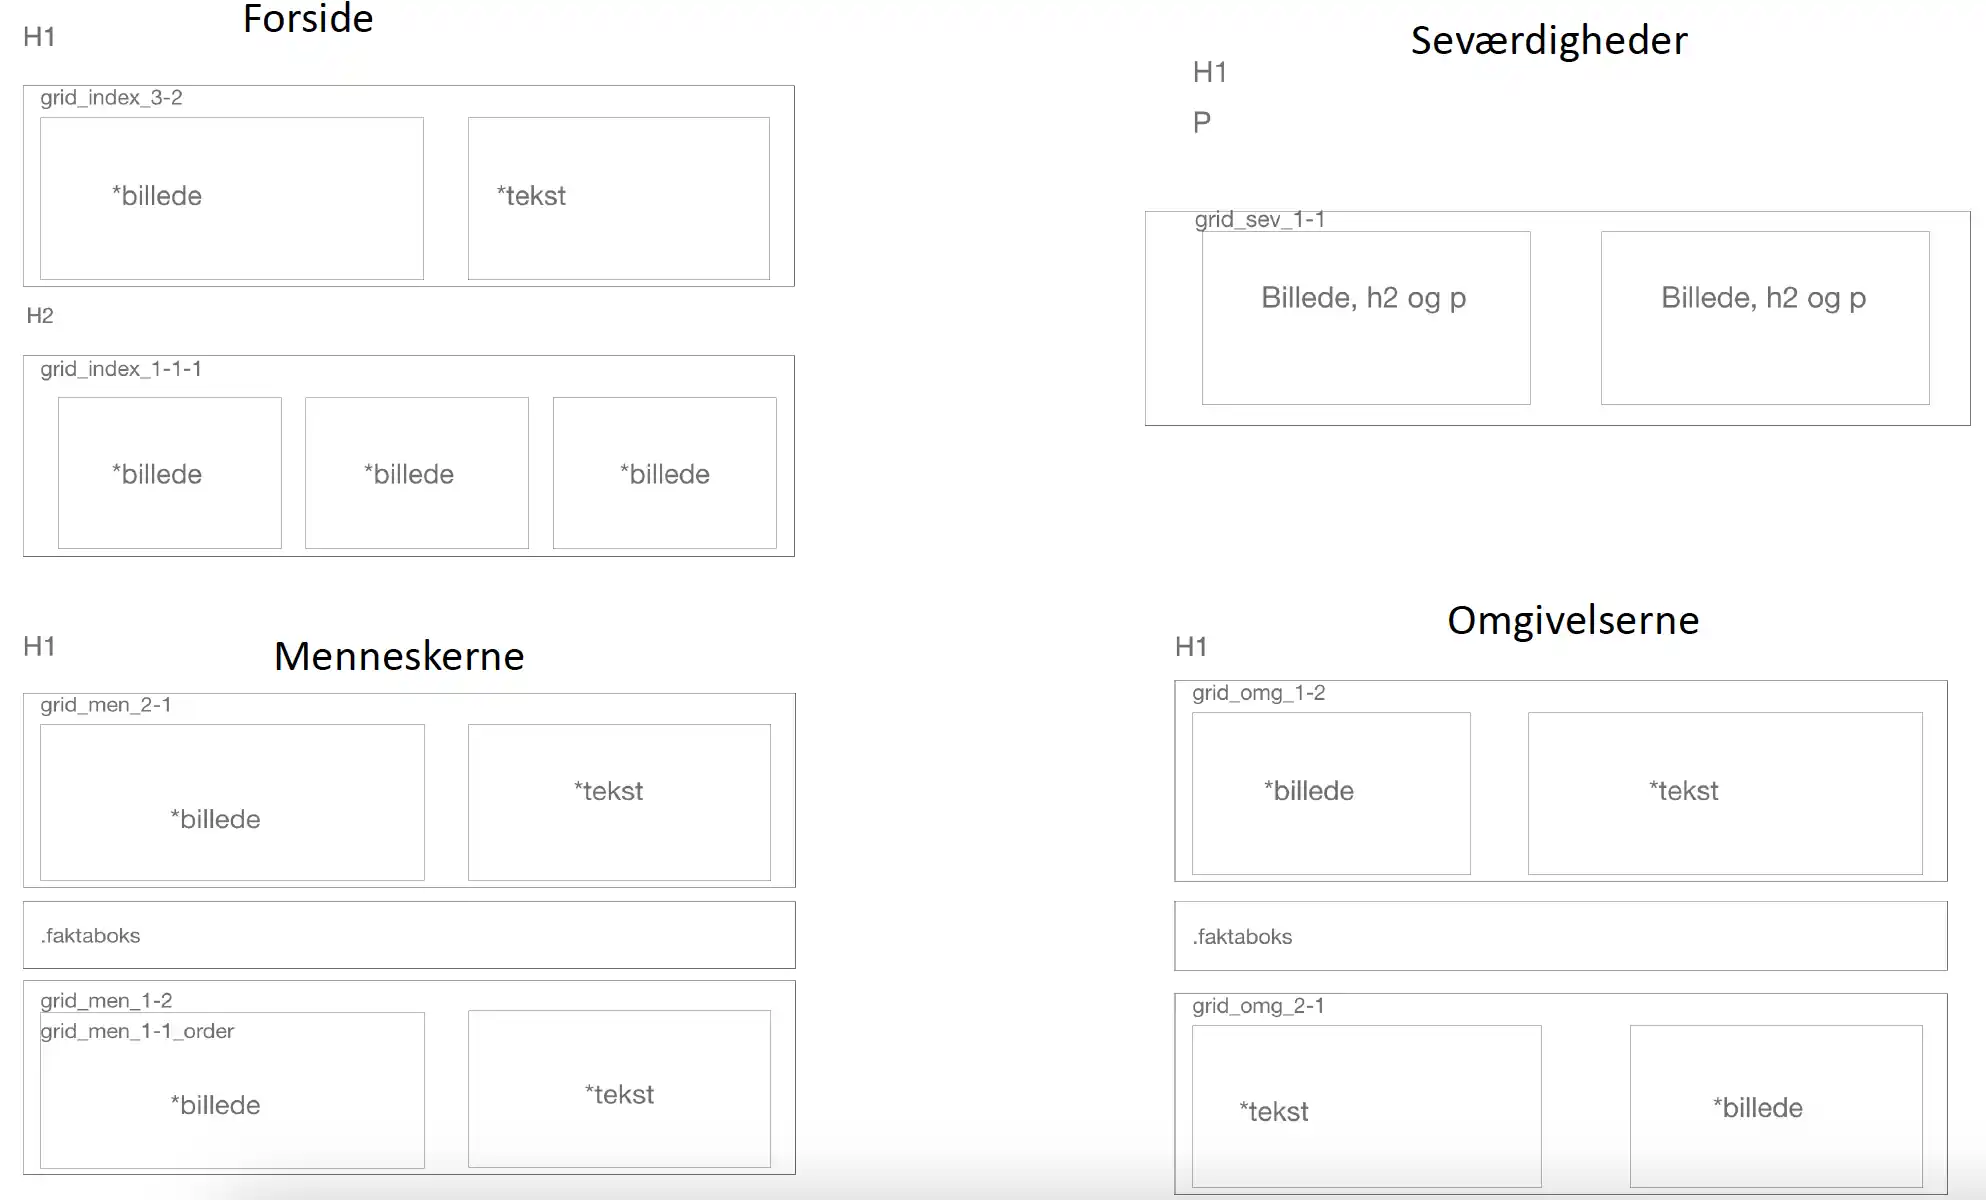 Forside
H1
grid_index_3-2
*billede
*tekst
H2
grid_index_1-1-1
*billede
*billede
*billede
Seværdigheder
H1
P
grid_sev_1-1
Billede, h2 og p
Billede, h2 og p
H1
Menneskerne
grid_men_2-1
*billede
*tekst
.faktaboks
grid_men_1-2
grid_men_1-1_order
*billede
*tekst
Omgivelserne
H1
grid_omg_1-2
*billede
*tekst
.faktaboks
grid_omg_2-1
*tekst
*billede